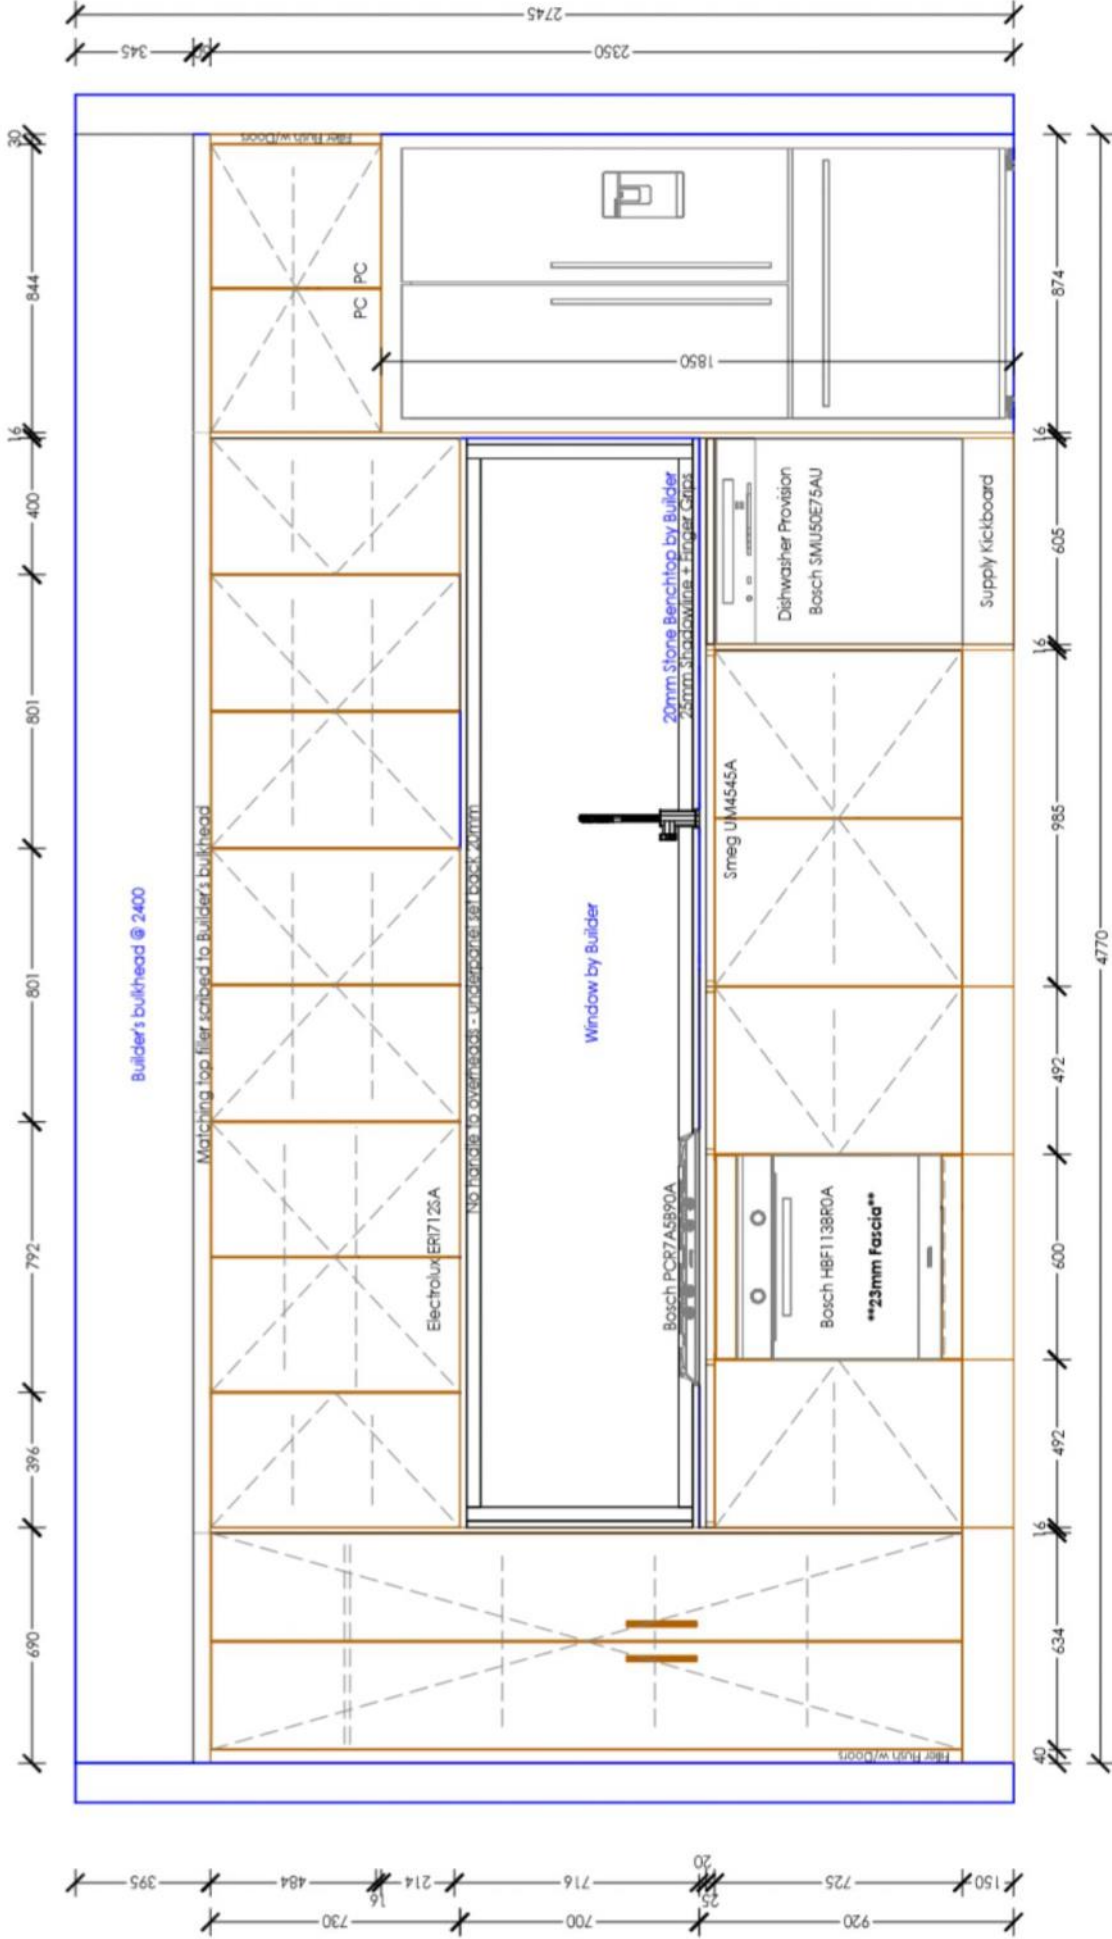 30
844
16
400
801
801
792
396
690
2745
345
50
2350
Builder's bulkhead @ 2400
Matching top filler scribed to Builder's bulkhead
Filler Flush w/Doors
PC PC
1850
Electrolux ERI712SA
No handle to overheads - underpanel set back 20mm
Window by Builder
20mm Stone Benchtop by Builder
25mm Shadowline + Finger Grips
Bosch PCR7A5B90A
Smeg UM4545A
Dishwasher Provision
Bosch SMU50E75AU
Supply Kickboard
Bosch HBF113BR0A
**23mm Fascia**
Filler Flush w/Doors
874
16
605
16
985
492
600
492
16
634
40
4770
395
484
16
214
716
20
25
725
150
730
700
920